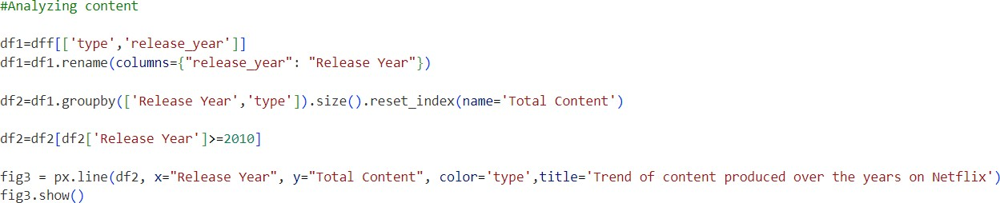 #Analyzing content
df1=dff[['type','release_year']]
df1=df1.rename(columns={"release_year": "Release Year"})
df2=df1.groupby(['Release Year','type']).size().reset_index(name='Total Content')
df2=df2[df2['Release Year']>=2010]
fig3 = px.line(df2, x="Release Year", y="Total Content", color='type',title='Trend of content produced over the years on Netflix')
fig3.show()